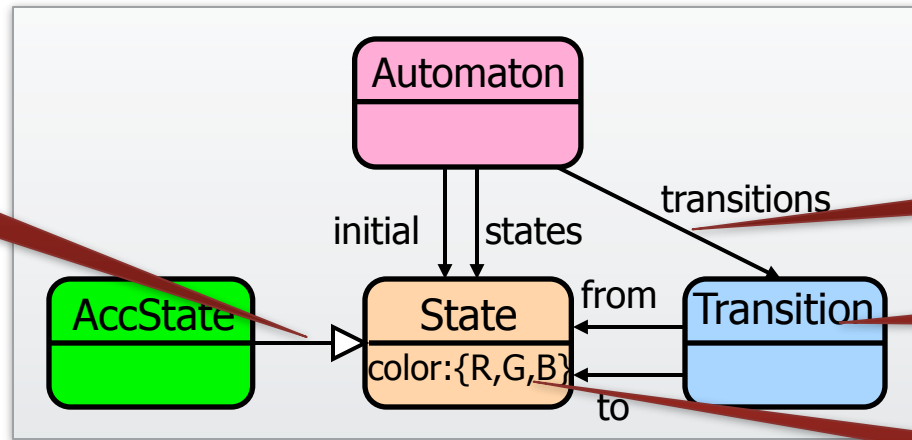 Automaton
transitions
initial
states
AccState
State
from
Transition
color:{R,G,B}
to